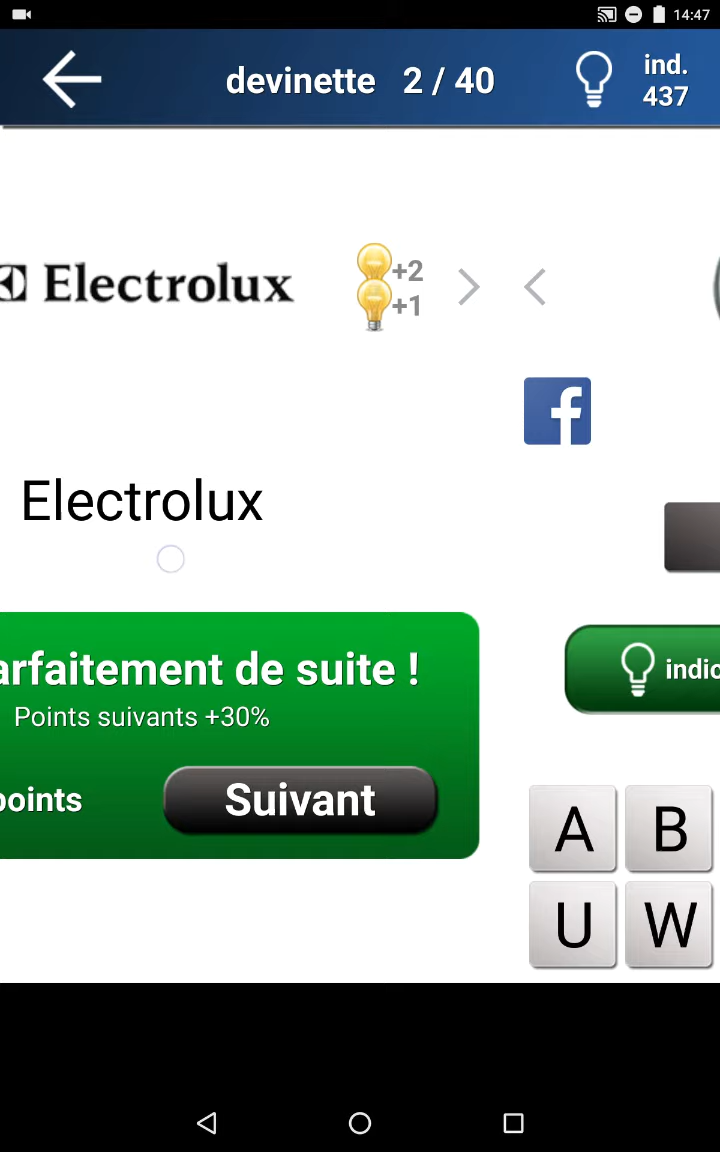 14:47
devinette 2 / 40
ind.
437
Electrolux
+2
+1
f
Electrolux
arfaitement de suite !
Points suivants +30%
points
Suivant
indic
A B
U W